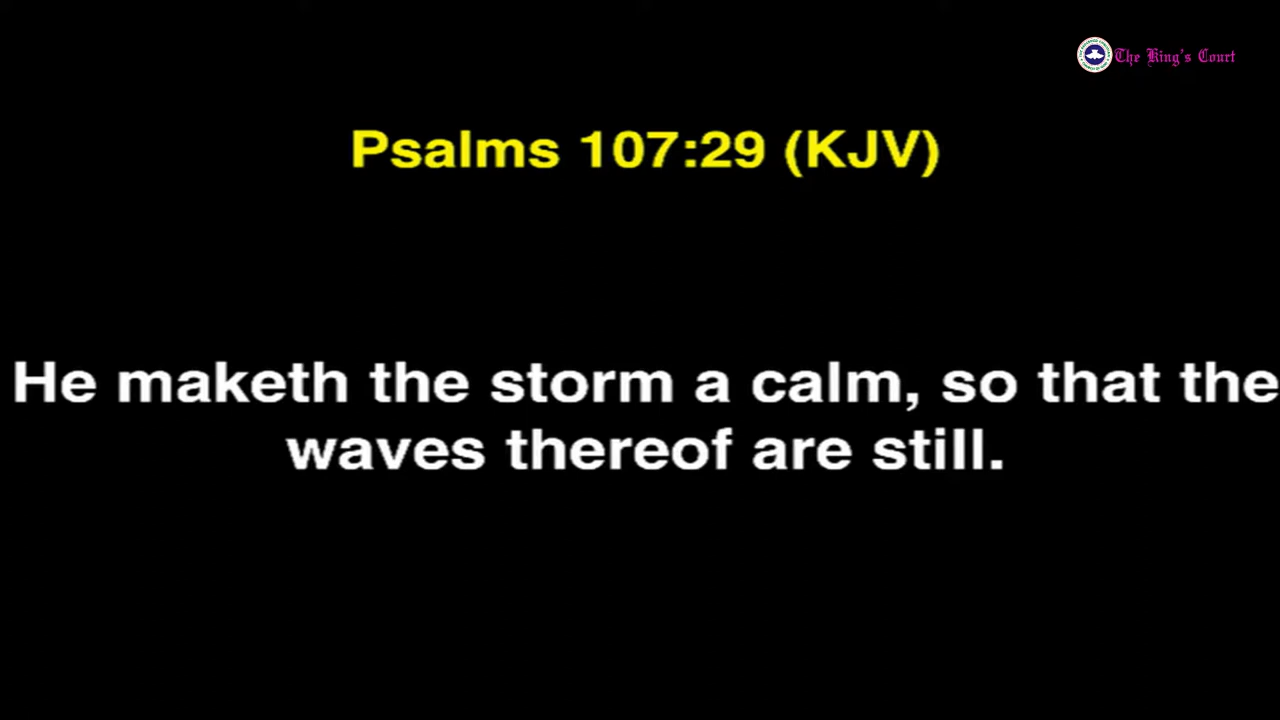 The King's Court
Psalms 107:29 (KJV)
He maketh the storm a calm, so that the
waves thereof are still.